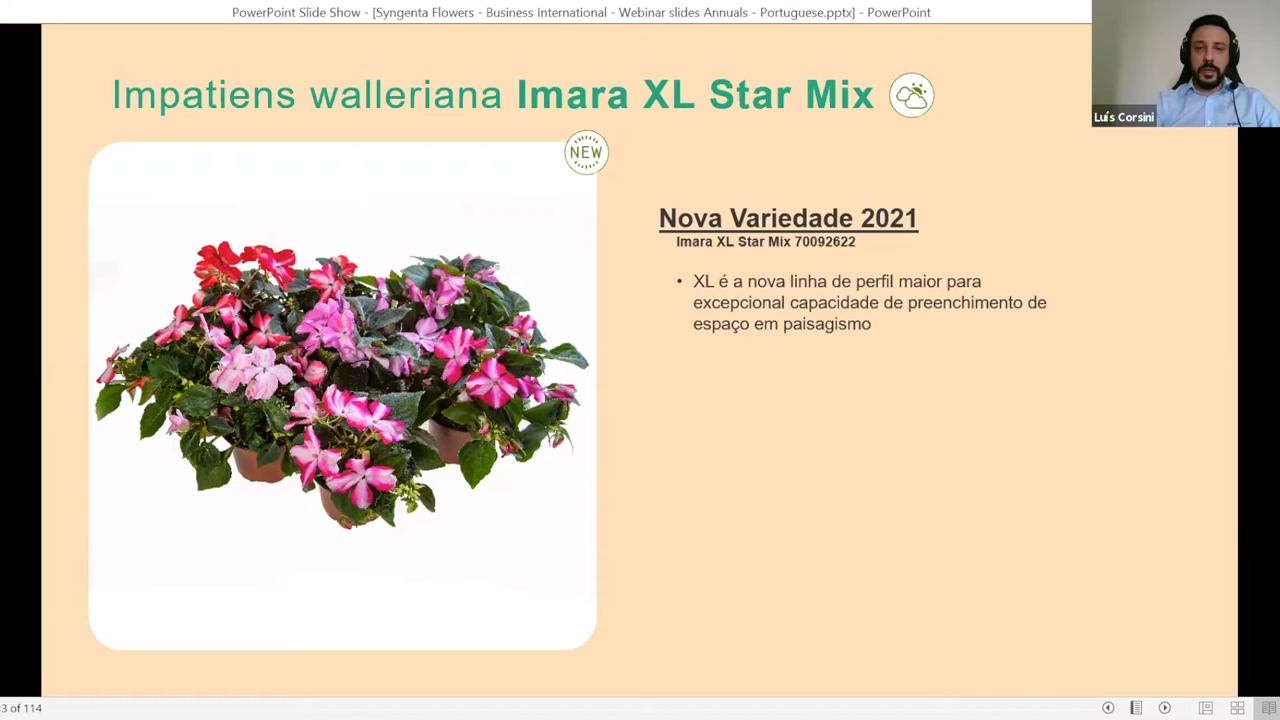 PowerPoint Slide Show - [Syngenta Flowers - Business International - Webinar slides Annuals - Portuguese.pptx] - PowerPoint
Impatiens walleriana Imara XL Star Mix
Luís Corsini
NEW
Nova Variedade 2021
Imara XL Star Mix 70092622
• XL é a nova linha de perfil maior para
excepcional capacidade de preenchimento de
espaço em paisagismo
3 of 114